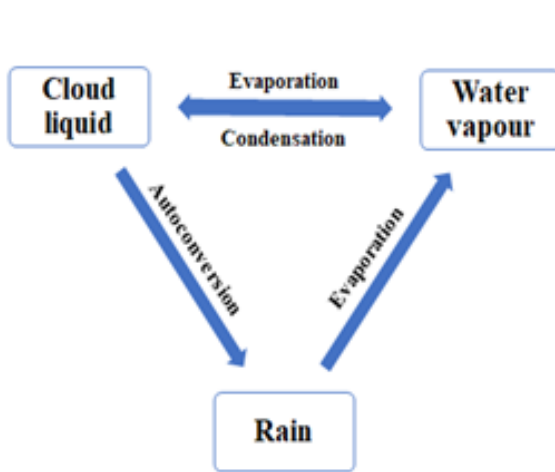 Cloud
liquid
Evaporation
Condensation
Water
vapour
Autoconversion
Evaporation
Rain